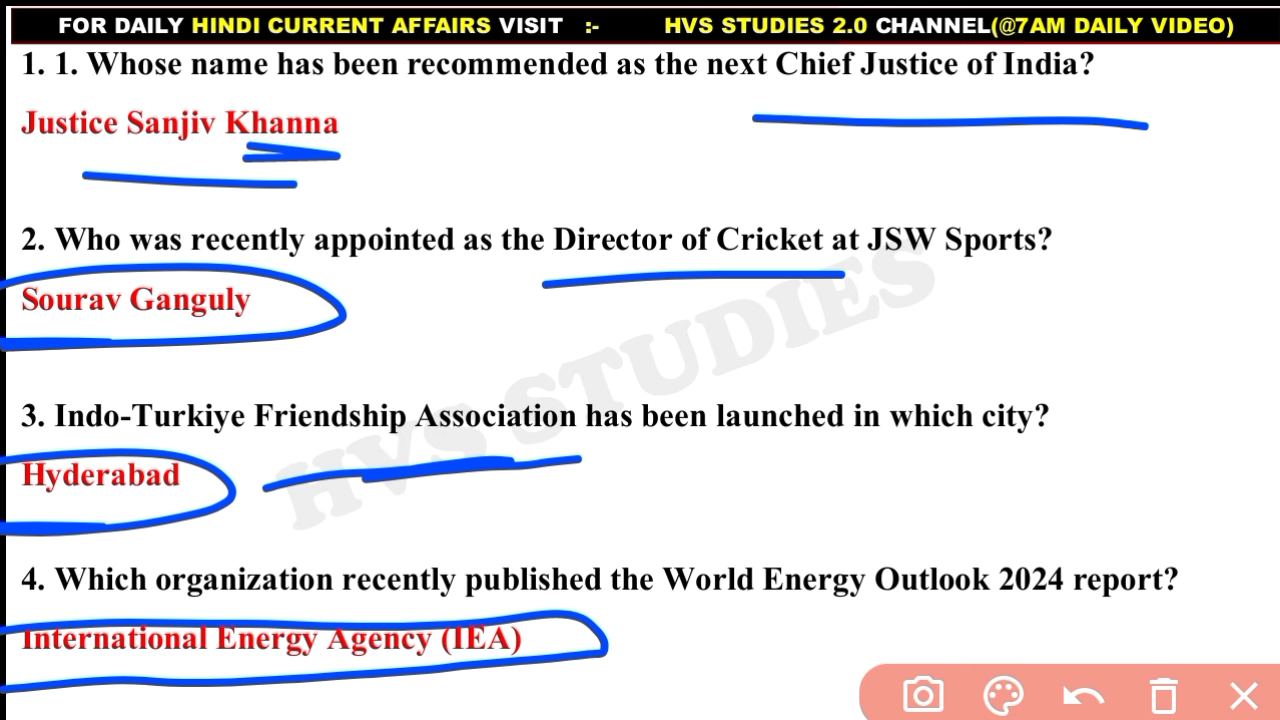 FOR DAILY HINDI CURRENT AFFAIRS VISIT :- HVS STUDIES 2.0 CHANNEL(@7AM DAILY VIDEO)
1. 1. Whose name has been recommended as the next Chief Justice of India?
Justice Sanjiv Khanna
2. Who was recently appointed as the Director of Cricket at JSW Sports?
Sourav Ganguly
HVS STUDIES
3. Indo-Turkiye Friendship Association has been launched in which city?
Hyderabad
4. Which organization recently published the World Energy Outlook 2024 report?
International Energy Agency (IEA)